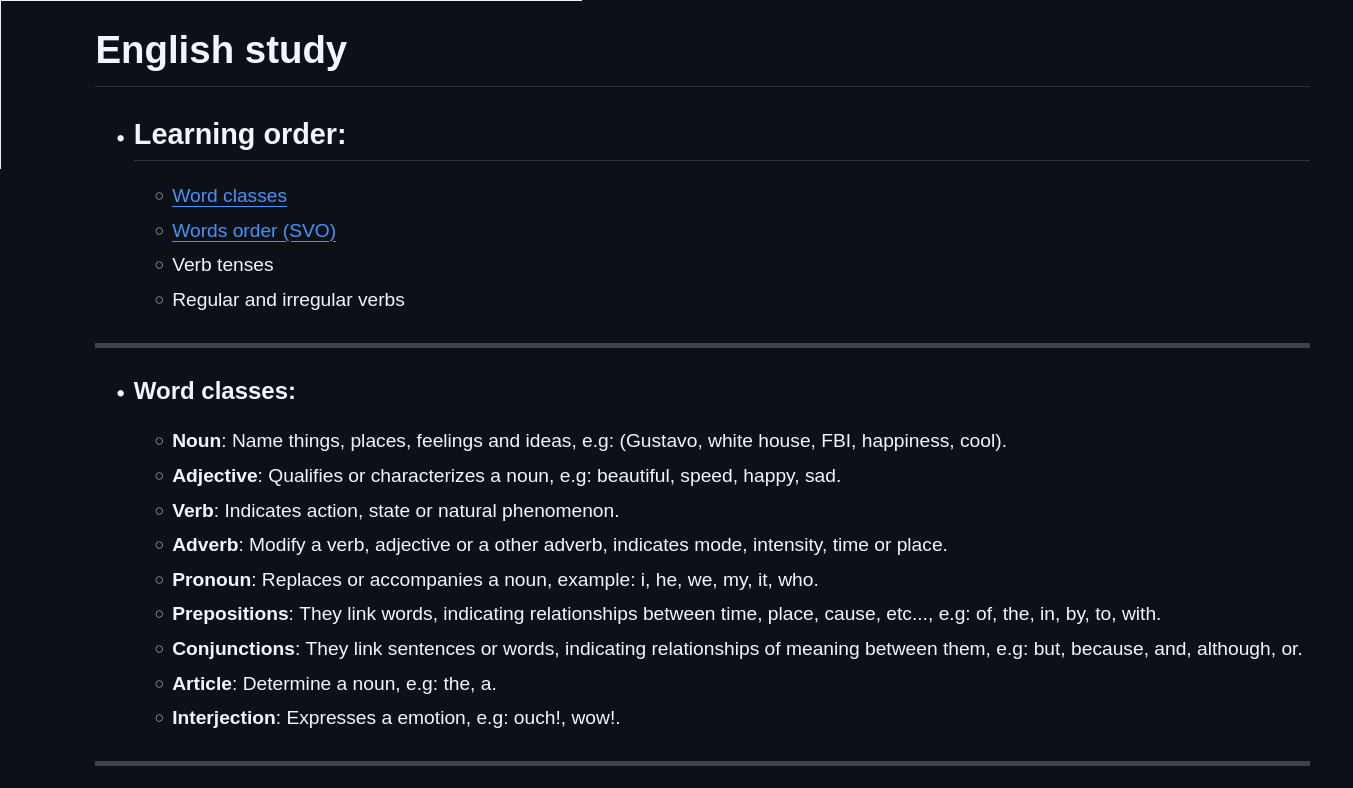 English study
Learning order:
Word classes
Words order (SVO)
Verb tenses
Regular and irregular verbs
Word classes:
Noun: Name things, places, feelings and ideas, e.g: (Gustavo, white house, FBI, happiness, cool).
Adjective: Qualifies or characterizes a noun, e.g: beautiful, speed, happy, sad.
Verb: Indicates action, state or natural phenomenon.
Adverb: Modify a verb, adjective or a other adverb, indicates mode, intensity, time or place.
Pronoun: Replaces or accompanies a noun, example: i, he, we, my, it, who.
Prepositions: They link words, indicating relationships between time, place, cause, etc..., e.g: of, the, in, by, to, with.
Conjunctions: They link sentences or words, indicating relationships of meaning between them, e.g: but, because, and, although, or.
Article: Determine a noun, e.g: the, a.
Interjection: Expresses a emotion, e.g: ouch!, wow!.